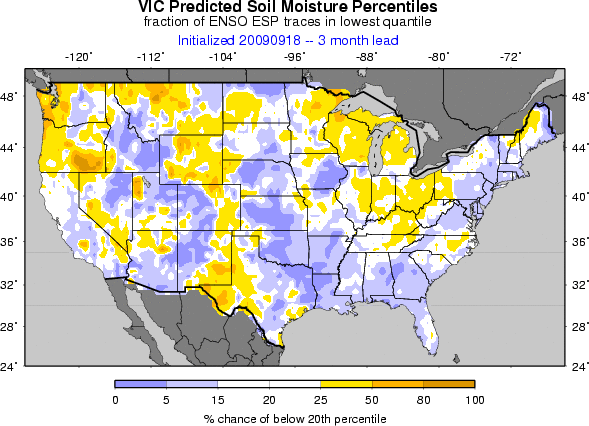 VIC Predicted Soil Moisture Percentiles
fraction of ENSO ESP traces in lowest quantile
Initialized 20090918 -- 3 month lead
-120° -112° -104° -96° -88° -80° -72°
48° 48°
44° 44°
40° 40°
36° 36°
32° 32°
28° 28°
24° 24°
0 5 15 20 25 50 80 100
% chance of below 20th percentile